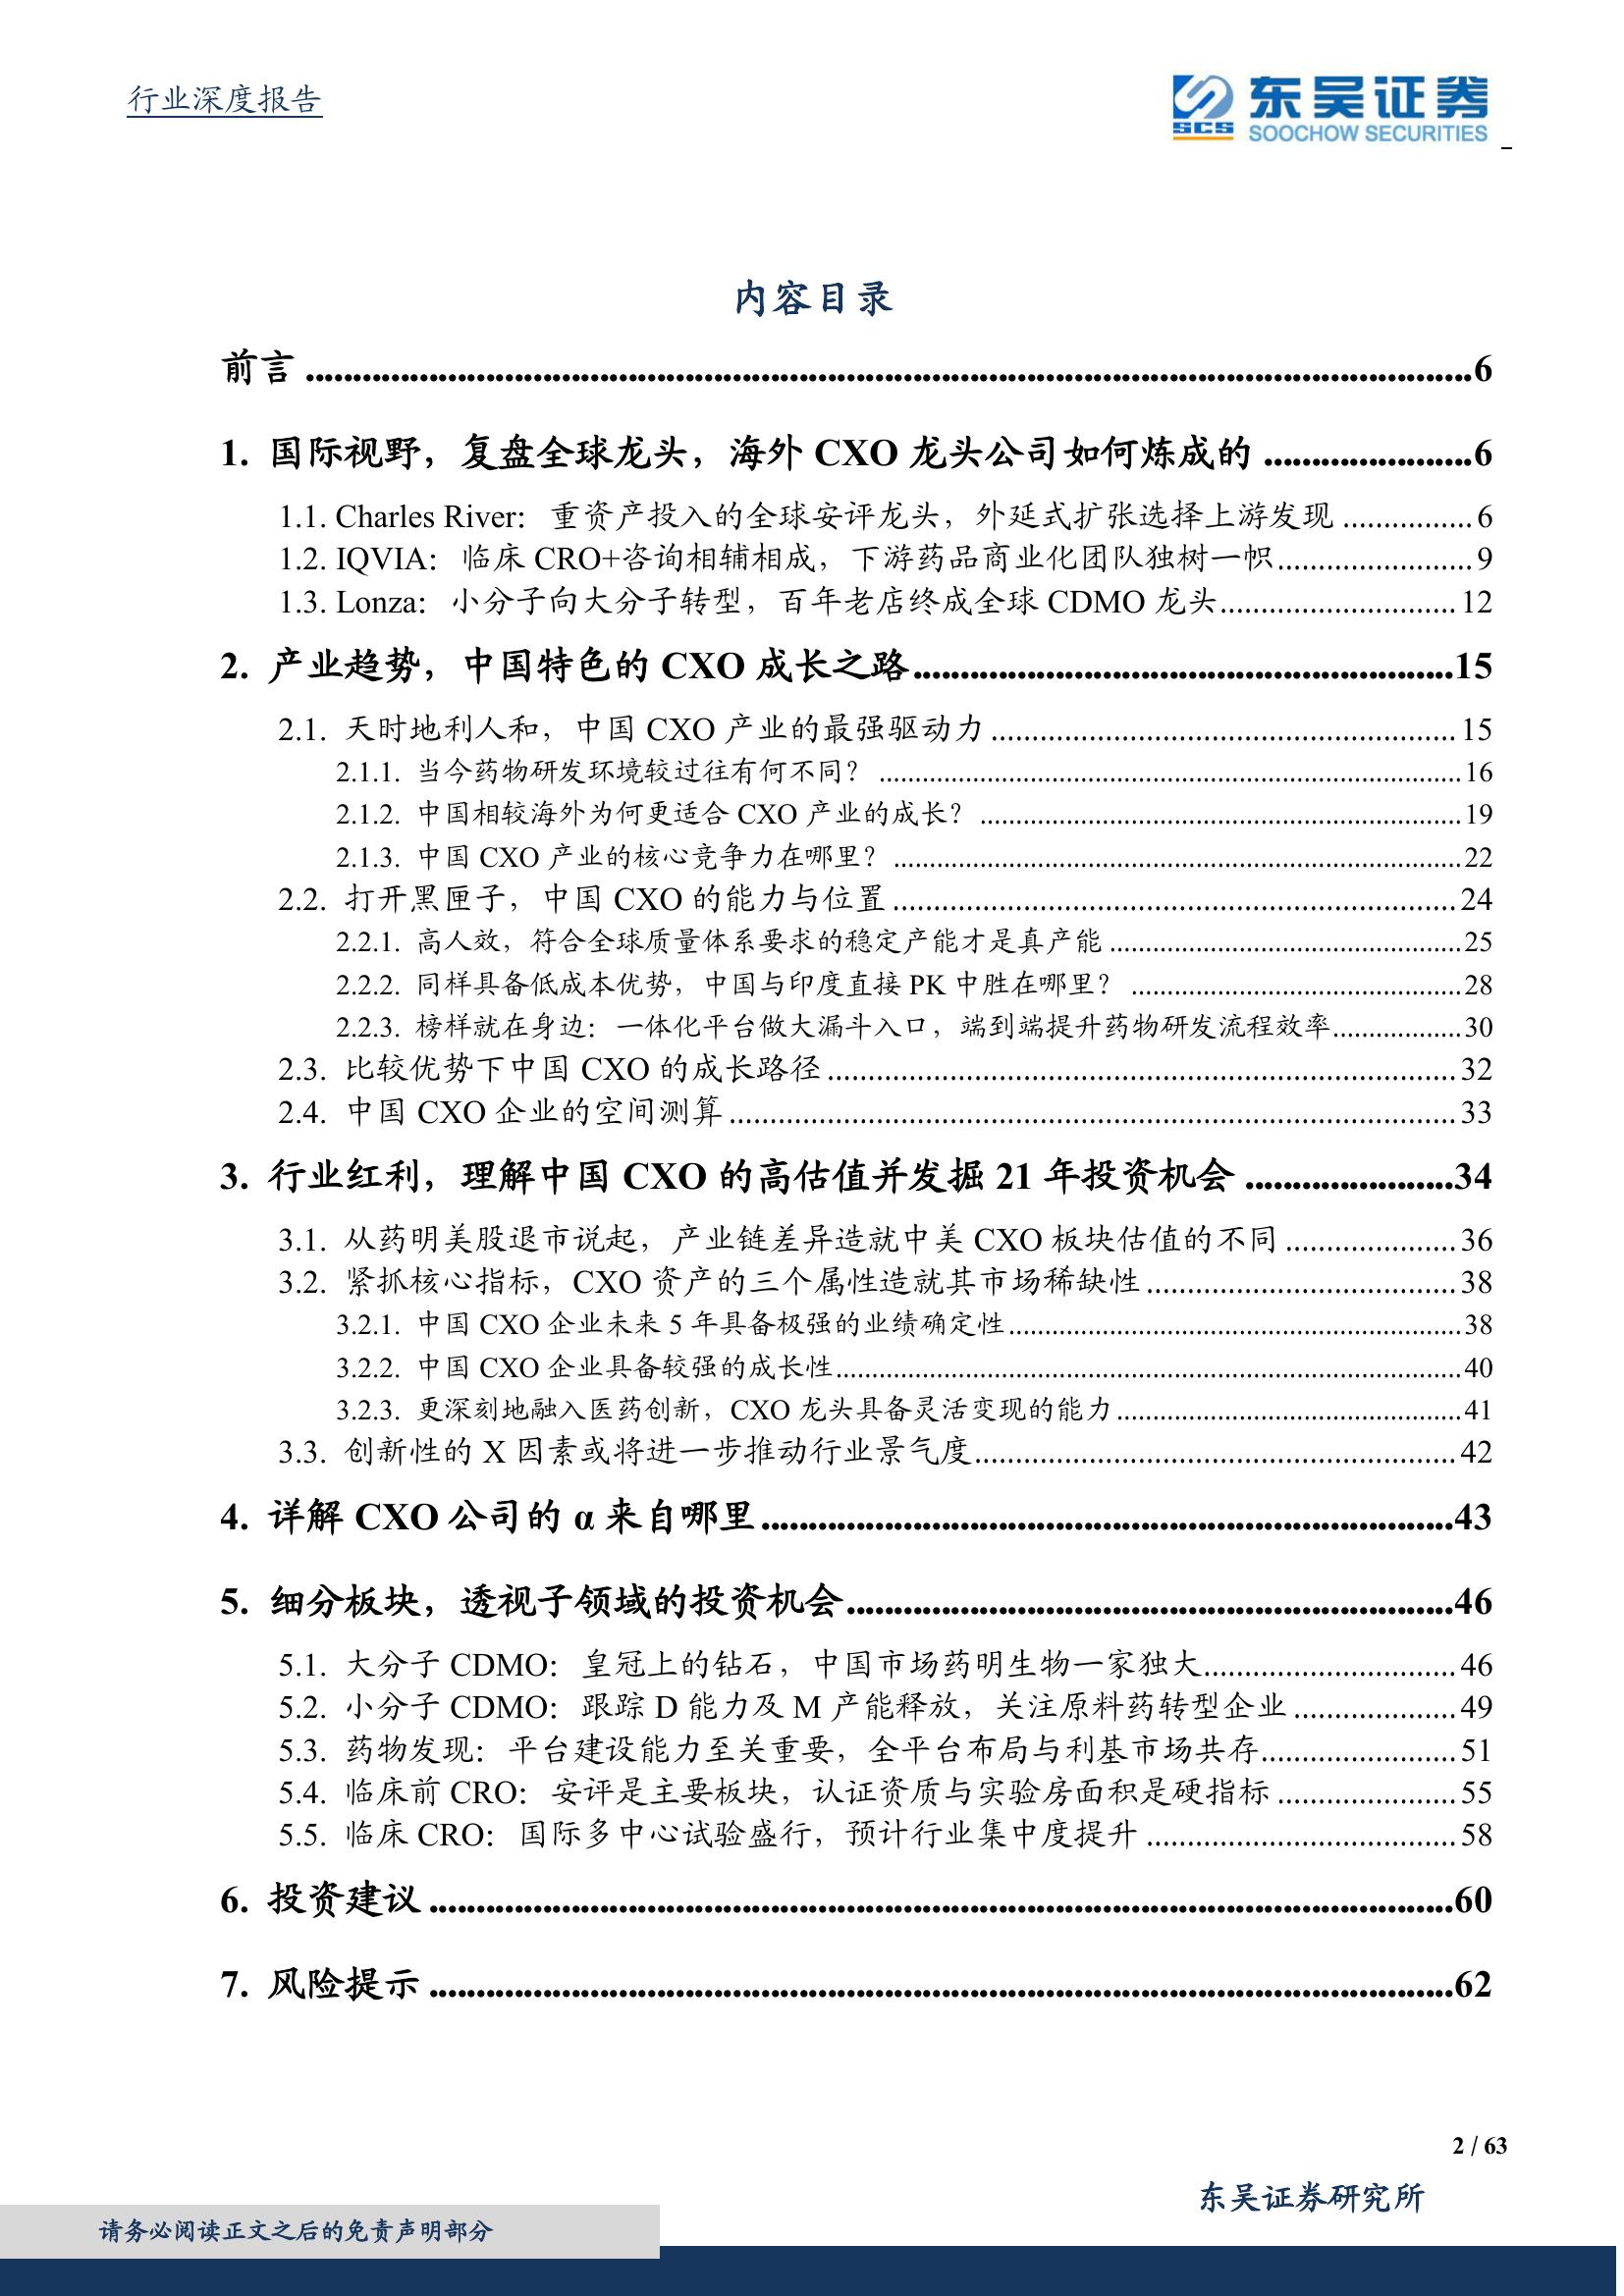 行业深度报告
SCS 东吴证券
SOOCHOW SECURITIES
内容目录
前言 ........ 6
1. 国际视野，复盘全球龙头，海外 CXO 龙头公司如何炼成的 ........ 6
1.1. Charles River：重资产投入的全球安评龙头，外延式扩张选择上游发现 ........ 6
1.2. IQVIA：临床 CRO+咨询相辅相成，下游药品商业化团队独树一帜 ........ 9
1.3. Lonza：小分子向大分子转型，百年老店终成全球 CDMO 龙头 ........ 12
2. 产业趋势，中国特色的 CXO 成长之路 ........ 15
2.1. 天时地利人和，中国 CXO 产业的最强驱动力 ........ 15
2.1.1. 当今药物研发环境较过往有何不同？ ........ 16
2.1.2. 中国相较海外为何更适合 CXO 产业的成长？ ........ 19
2.1.3. 中国 CXO 产业的核心竞争力在哪里？ ........ 22
2.2. 打开黑匣子，中国 CXO 的能力与位置 ........ 24
2.2.1. 高人效，符合全球质量体系要求的稳定产能才是真产能 ........ 25
2.2.2. 同样具备低成本优势，中国与印度直接 PK 中胜在哪里？ ........ 28
2.2.3. 榜样就在身边：一体化平台做大漏斗入口，端到端提升药物研发流程效率 ........ 30
2.3. 比较优势下中国 CXO 的成长路径 ........ 32
2.4. 中国 CXO 企业的空间测算 ........ 33
3. 行业红利，理解中国 CXO 的高估值并发掘 21 年投资机会 ........ 34
3.1. 从药明美股退市说起，产业链差异造就中美 CXO 板块估值的不同 ........ 36
3.2. 紧抓核心指标，CXO 资产的三个属性造就其市场稀缺性 ........ 38
3.2.1. 中国 CXO 企业未来 5 年具备极强的业绩确定性 ........ 38
3.2.2. 中国 CXO 企业具备较强的成长性 ........ 40
3.2.3. 更深刻地融入医药创新，CXO 龙头具备灵活变现的能力 ........ 41
3.3. 创新性的 X 因素或将进一步推动行业景气度 ........ 42
4. 详解 CXO 公司的 α 来自哪里 ........ 43
5. 细分板块，透视子领域的投资机会 ........ 46
5.1. 大分子 CDMO：皇冠上的钻石，中国市场药明生物一家独大 ........ 46
5.2. 小分子 CDMO：跟踪 D 能力及 M 产能释放，关注原料药转型企业 ........ 49
5.3. 药物发现：平台建设能力至关重要，全平台布局与利基市场共存 ........ 51
5.4. 临床前 CRO：安评是主要板块，认证资质与实验房面积是硬指标 ........ 55
5.5. 临床 CRO：国际多中心试验盛行，预计行业集中度提升 ........ 58
6. 投资建议 ........ 60
7. 风险提示 ........ 62
2 / 63
东吴证券研究所
请务必阅读正文之后的免责声明部分